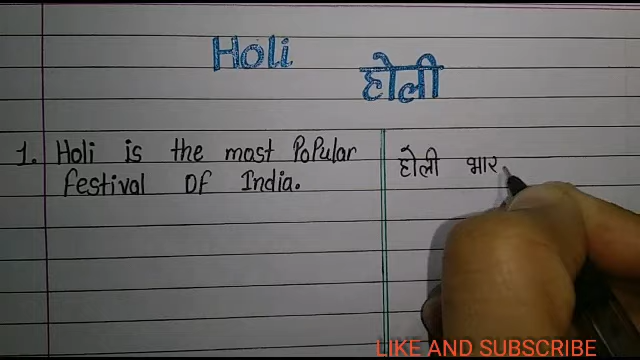 Holi
होली
1. Holi is the most Popular
festival Of India.
होली भार
LIKE AND SUBSCRIBE